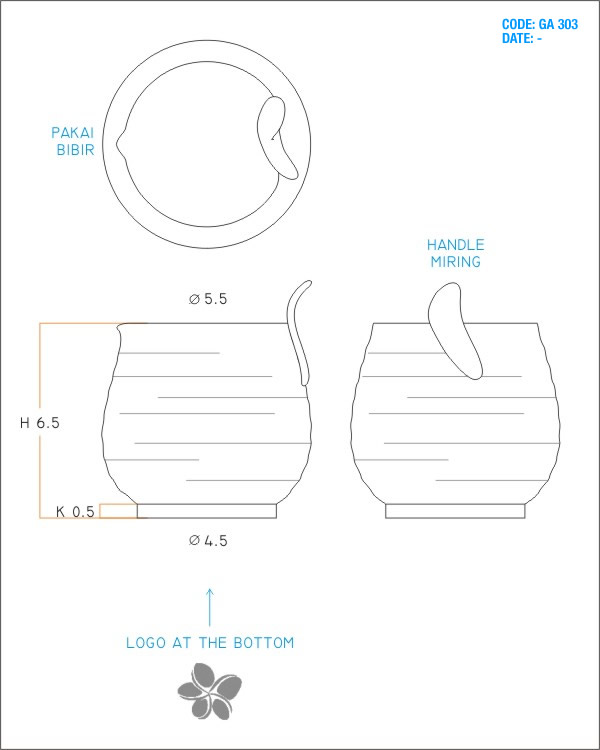 CODE: GA 303
DATE: -
PAKAI
BIBIR
HANDLE
MIRING
⌀ 5.5
H 6.5
K 0.5
⌀ 4.5
LOGO AT THE BOTTOM